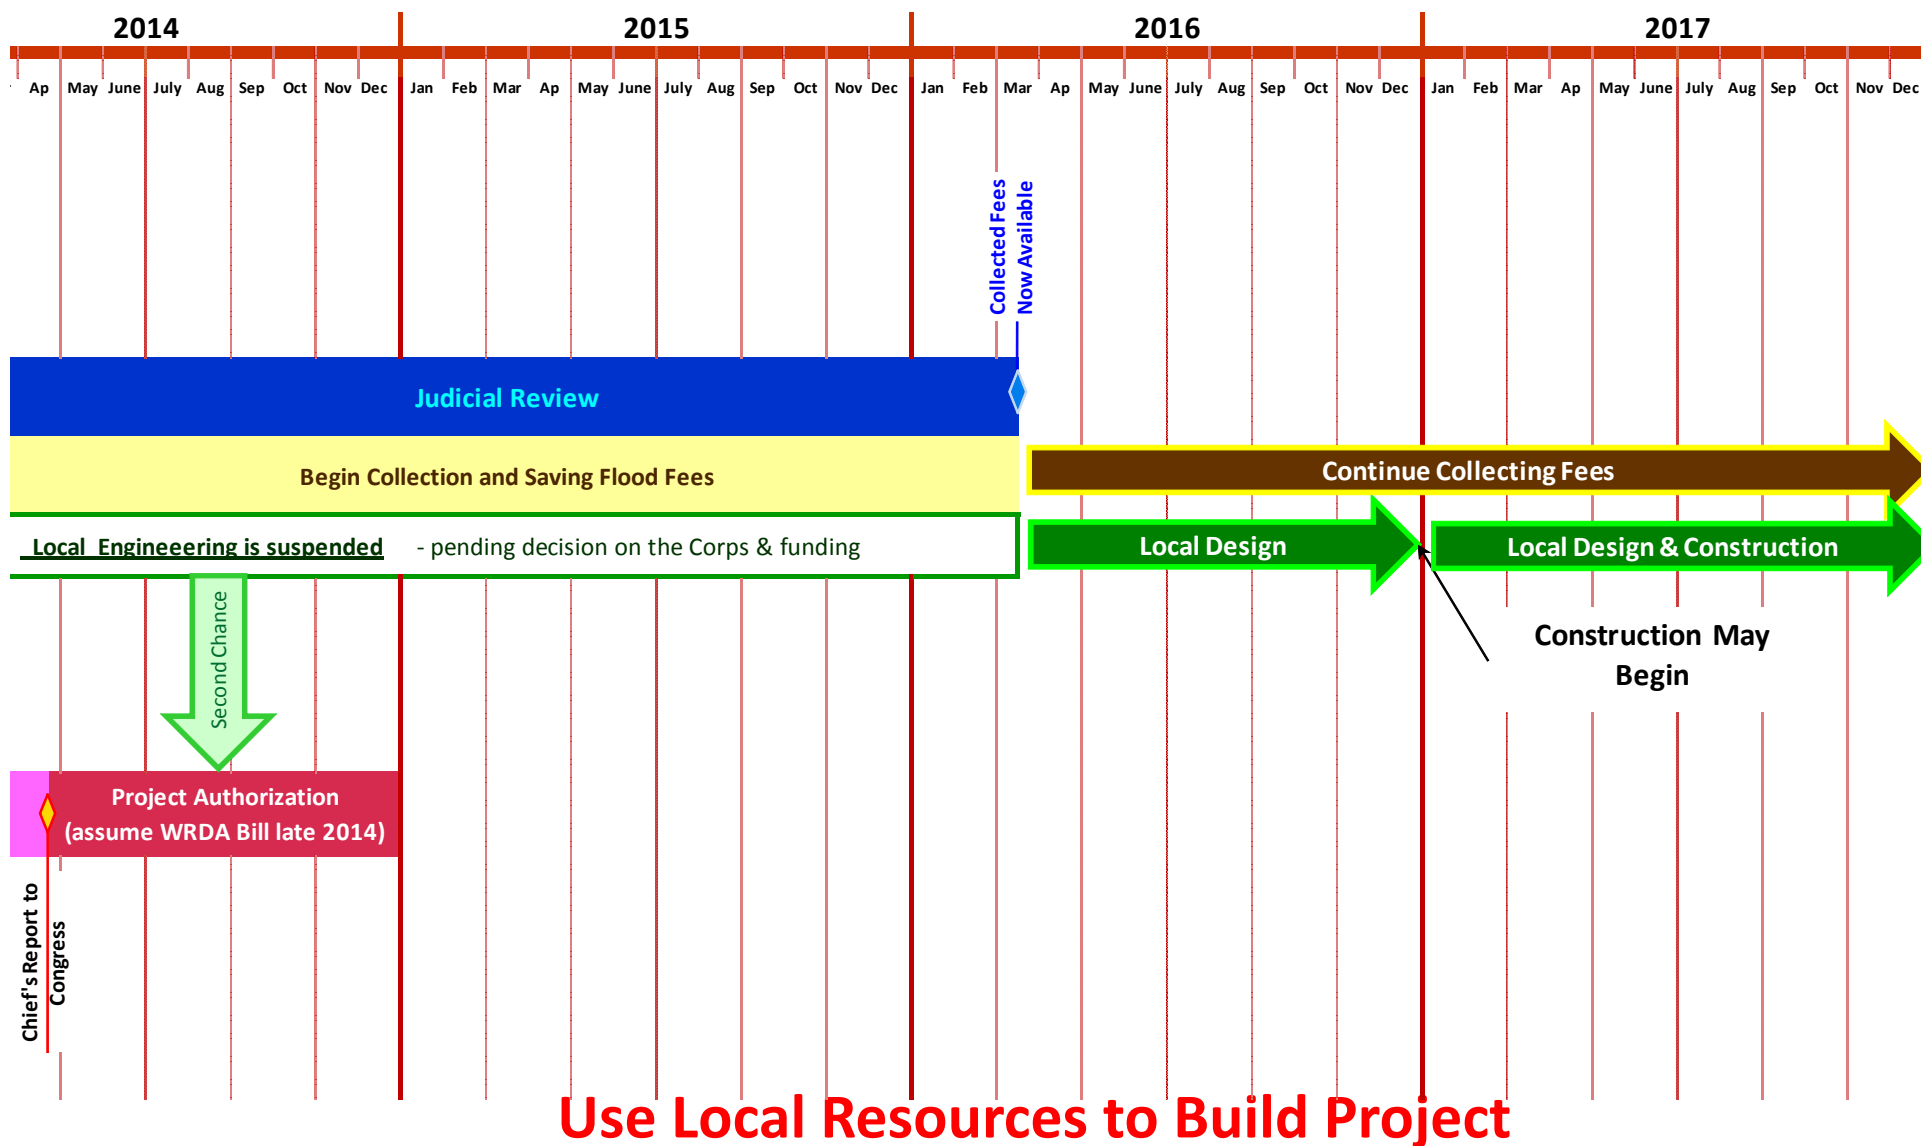 2014 2015 2016 2017
Ap May June July Aug Sep Oct Nov Dec Jan Feb Mar Ap May June July Aug Sep Oct Nov Dec Jan Feb Mar Ap May June July Aug Sep Oct Nov Dec Jan Feb Mar Ap May June July Aug Sep Oct Nov Dec
Collected Fees
Now Available
Judicial Review
Begin Collection and Saving Flood Fees
Continue Collecting Fees
Local Engineeering is suspended - pending decision on the Corps & funding
Local Design
Local Design & Construction
Second Chance
Construction May
Begin
Project Authorization
(assume WRDA Bill late 2014)
Chief's Report to
Congress
Use Local Resources to Build Project